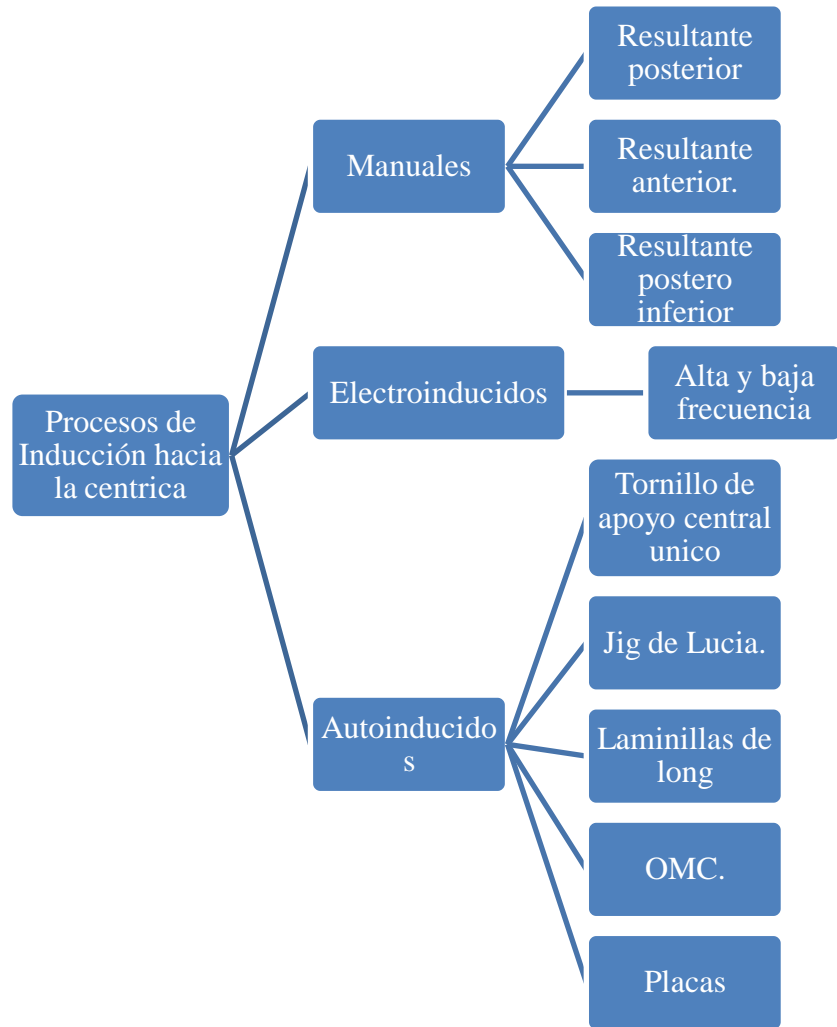 Procesos de
Inducción hacia
la centrica
Manuales
Resultante
posterior
Resultante
anterior.
Resultante
postero
inferior
Electroinducidos
Alta y baja
frecuencia
Autoinducido
s
Tornillo de
apoyo central
unico
Jig de Lucia.
Laminillas de
long
OMC.
Placas